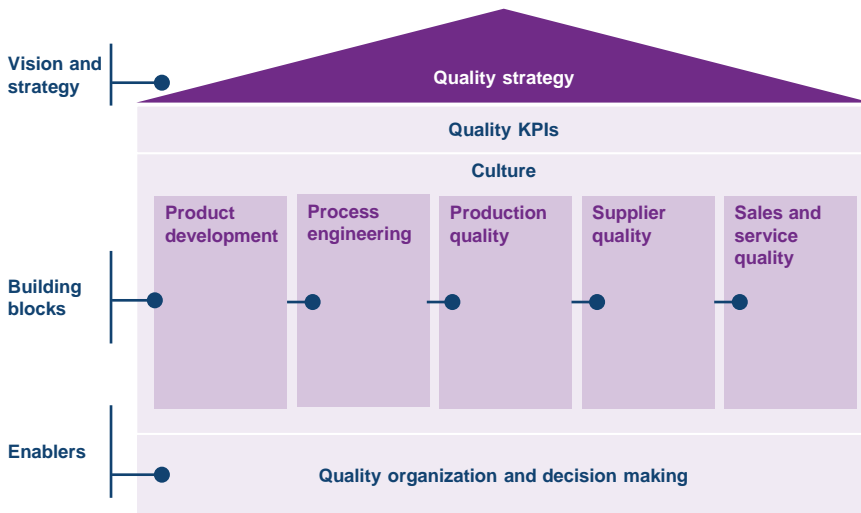 Vision and
strategy
Quality strategy
Quality KPIs
Culture
Building
blocks
Product
development
Process
engineering
Production
quality
Supplier
quality
Sales and
service
quality
Enablers
Quality organization and decision making